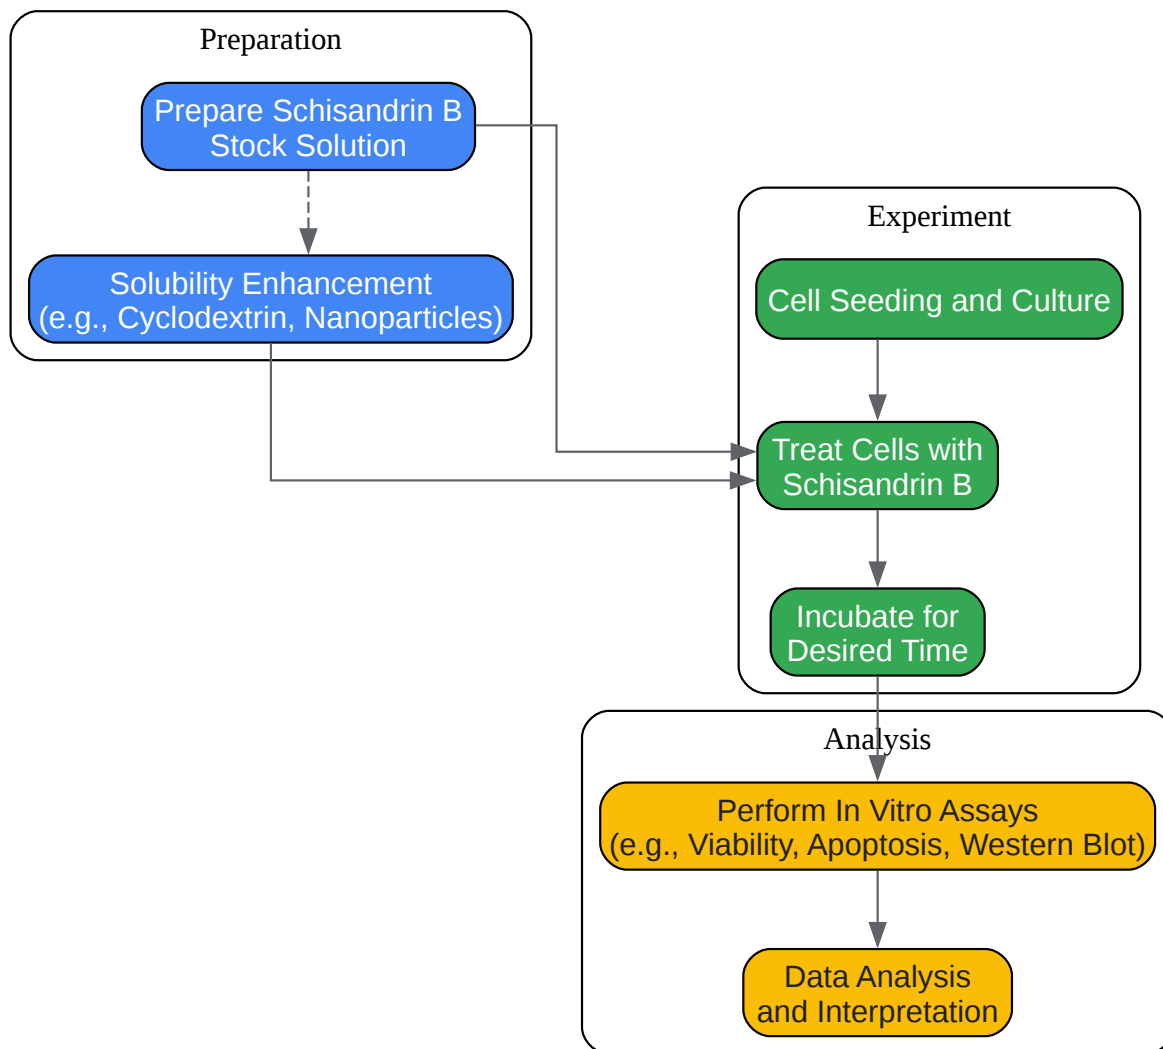 Preparation
Prepare Schisandrin B
Stock Solution
Solubility Enhancement
(e.g., Cyclodextrin, Nanoparticles)
Experiment
Cell Seeding and Culture
Treat Cells with
Schisandrin B
Incubate for
Desired Time
Analysis
Perform In Vitro Assays
(e.g., Viability, Apoptosis, Western Blot)
Data Analysis
and Interpretation